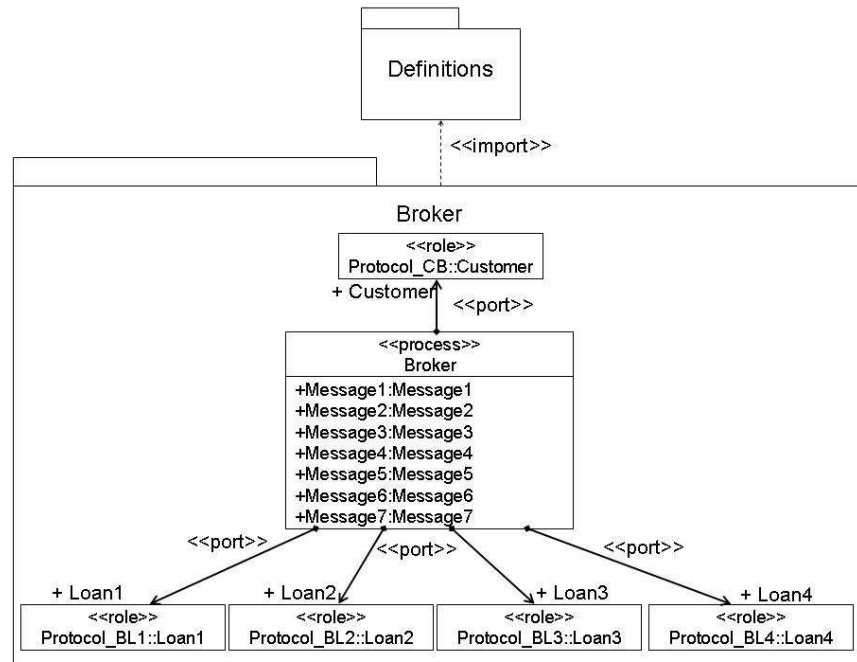 Definitions
<<import>>
Broker
<<role>>
Protocol_CB::Customer
+ Customer
<<port>>
<<process>>
Broker
+Message1:Message1
+Message2:Message2
+Message3:Message3
+Message4:Message4
+Message5:Message5
+Message6:Message6
+Message7:Message7
<<port>>
<<port>>
<<port>>
+ Loan1
+ Loan2
+ Loan3
+ Loan4
<<role>>
Protocol_BL1::Loan1
<<role>>
Protocol_BL2::Loan2
<<role>>
Protocol_BL3::Loan3
<<role>>
Protocol_BL4::Loan4